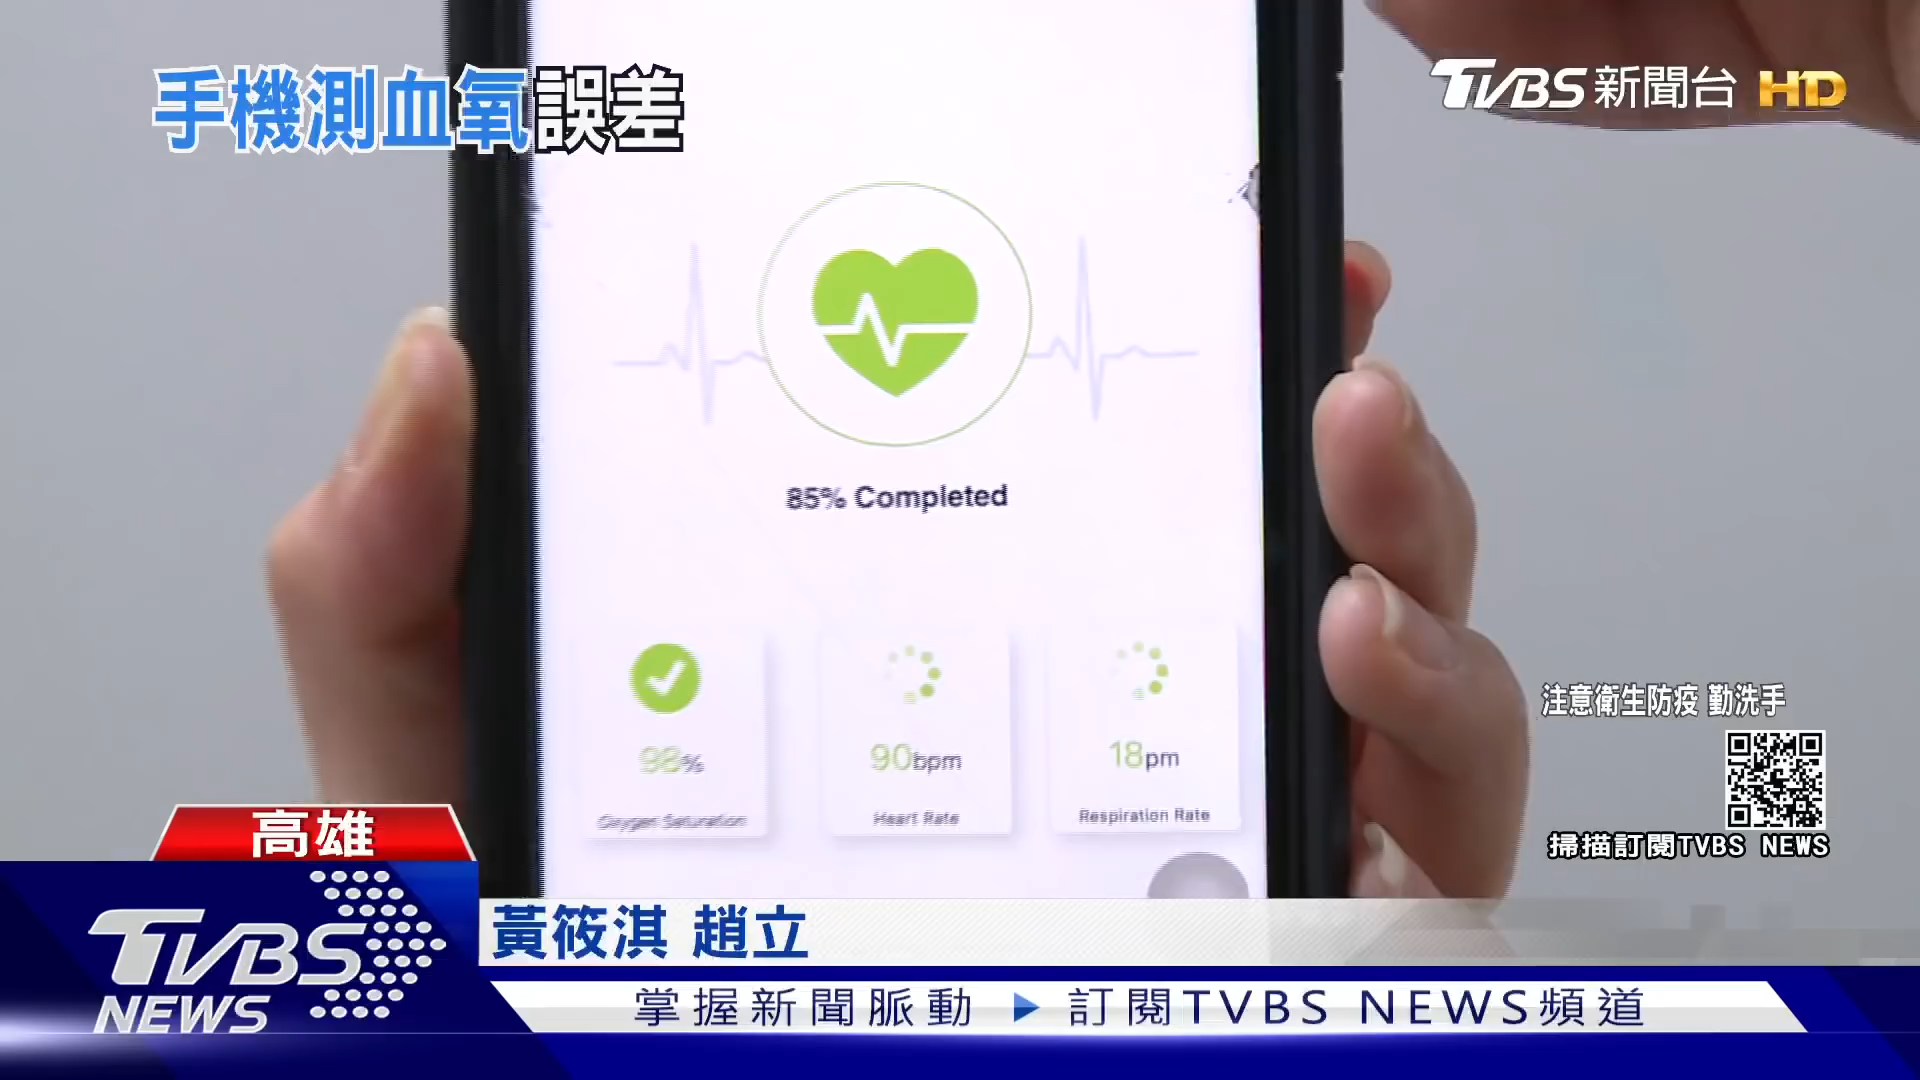 手機測血氧誤差
TVBS新聞台 HD
85% Completed
98%
90bpm
18pm
Oxygen Saturation
Heart Rate
Respiration Rate
注意衛生防疫 勤洗手
掃描訂閱TVBS NEWS
高雄
TVBS
NEWS
黃筱淇 趙立
掌握新聞脈動 ▶ 訂閱TVBS NEWS頻道